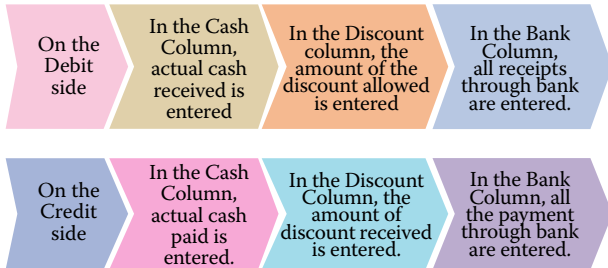 On the
Debit
side
In the Cash
Column,
actual cash
received is
entered
In the Discount
column, the
amount of the
discount allowed
is entered
In the Bank
Column,
all receipts
through bank
are entered.
On the
Credit
side
In the Cash
Column,
actual cash
paid is
entered.
In the Discount
Column, the
amount of
discount received
is entered.
In the Bank
Column, all
the payment
through bank
are entered.